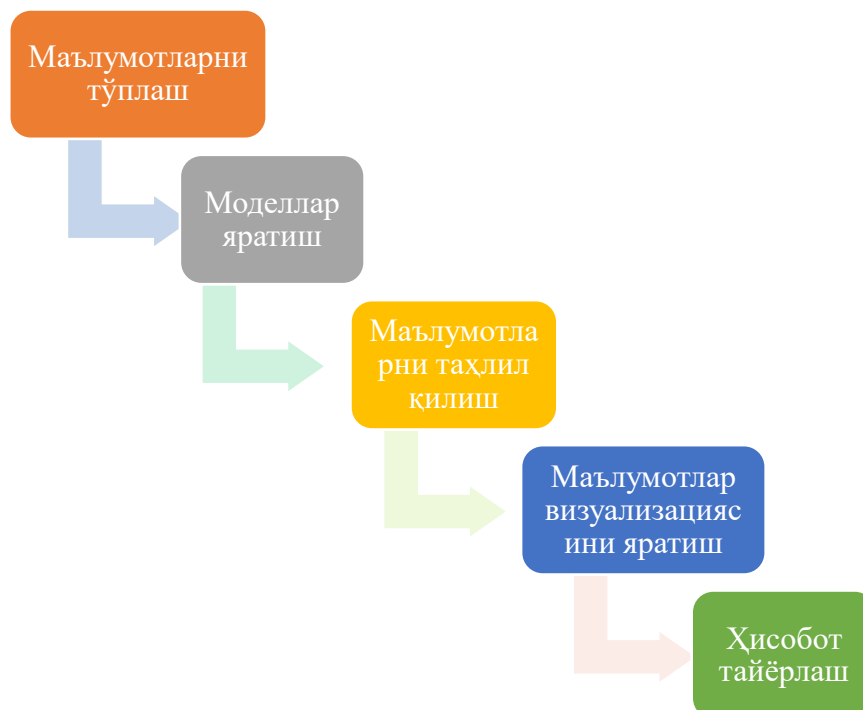 Маълумотларни
тўплаш
Моделлар
яратиш
Маълумотла
рни таҳлил
қилиш
Маълумотлар
визуализацияс
ини яратиш
Ҳисобот
тайёрлаш